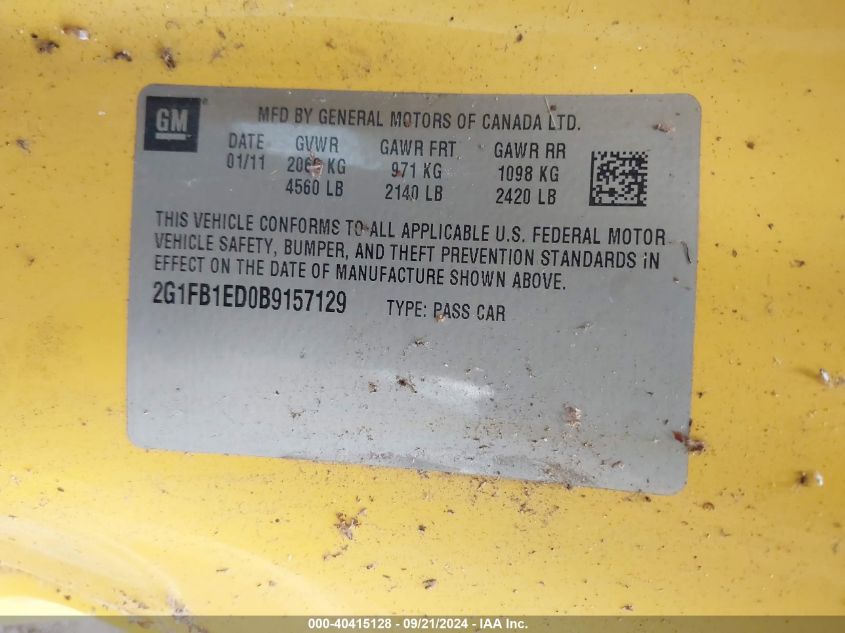 GM
MFD BY GENERAL MOTORS OF CANADA LTD.
DATE GVWR GAWR FRT GAWR RR
01/11 KG 971 KG 1098 KG
4560 LB 2140 LB 2420 LB
THIS VEHICLE CONFORMS TO ALL APPLICABLE U.S. FEDERAL MOTOR
VEHICLE SAFETY, BUMPER, AND THEFT PREVENTION STANDARDS IN
EFFECT ON THE DATE OF MANUFACTURE SHOWN ABOVE.
2G1FB1ED0B9157129 TYPE: PASS CAR
000-40415128 - 09/21/2024 - IAA Inc.